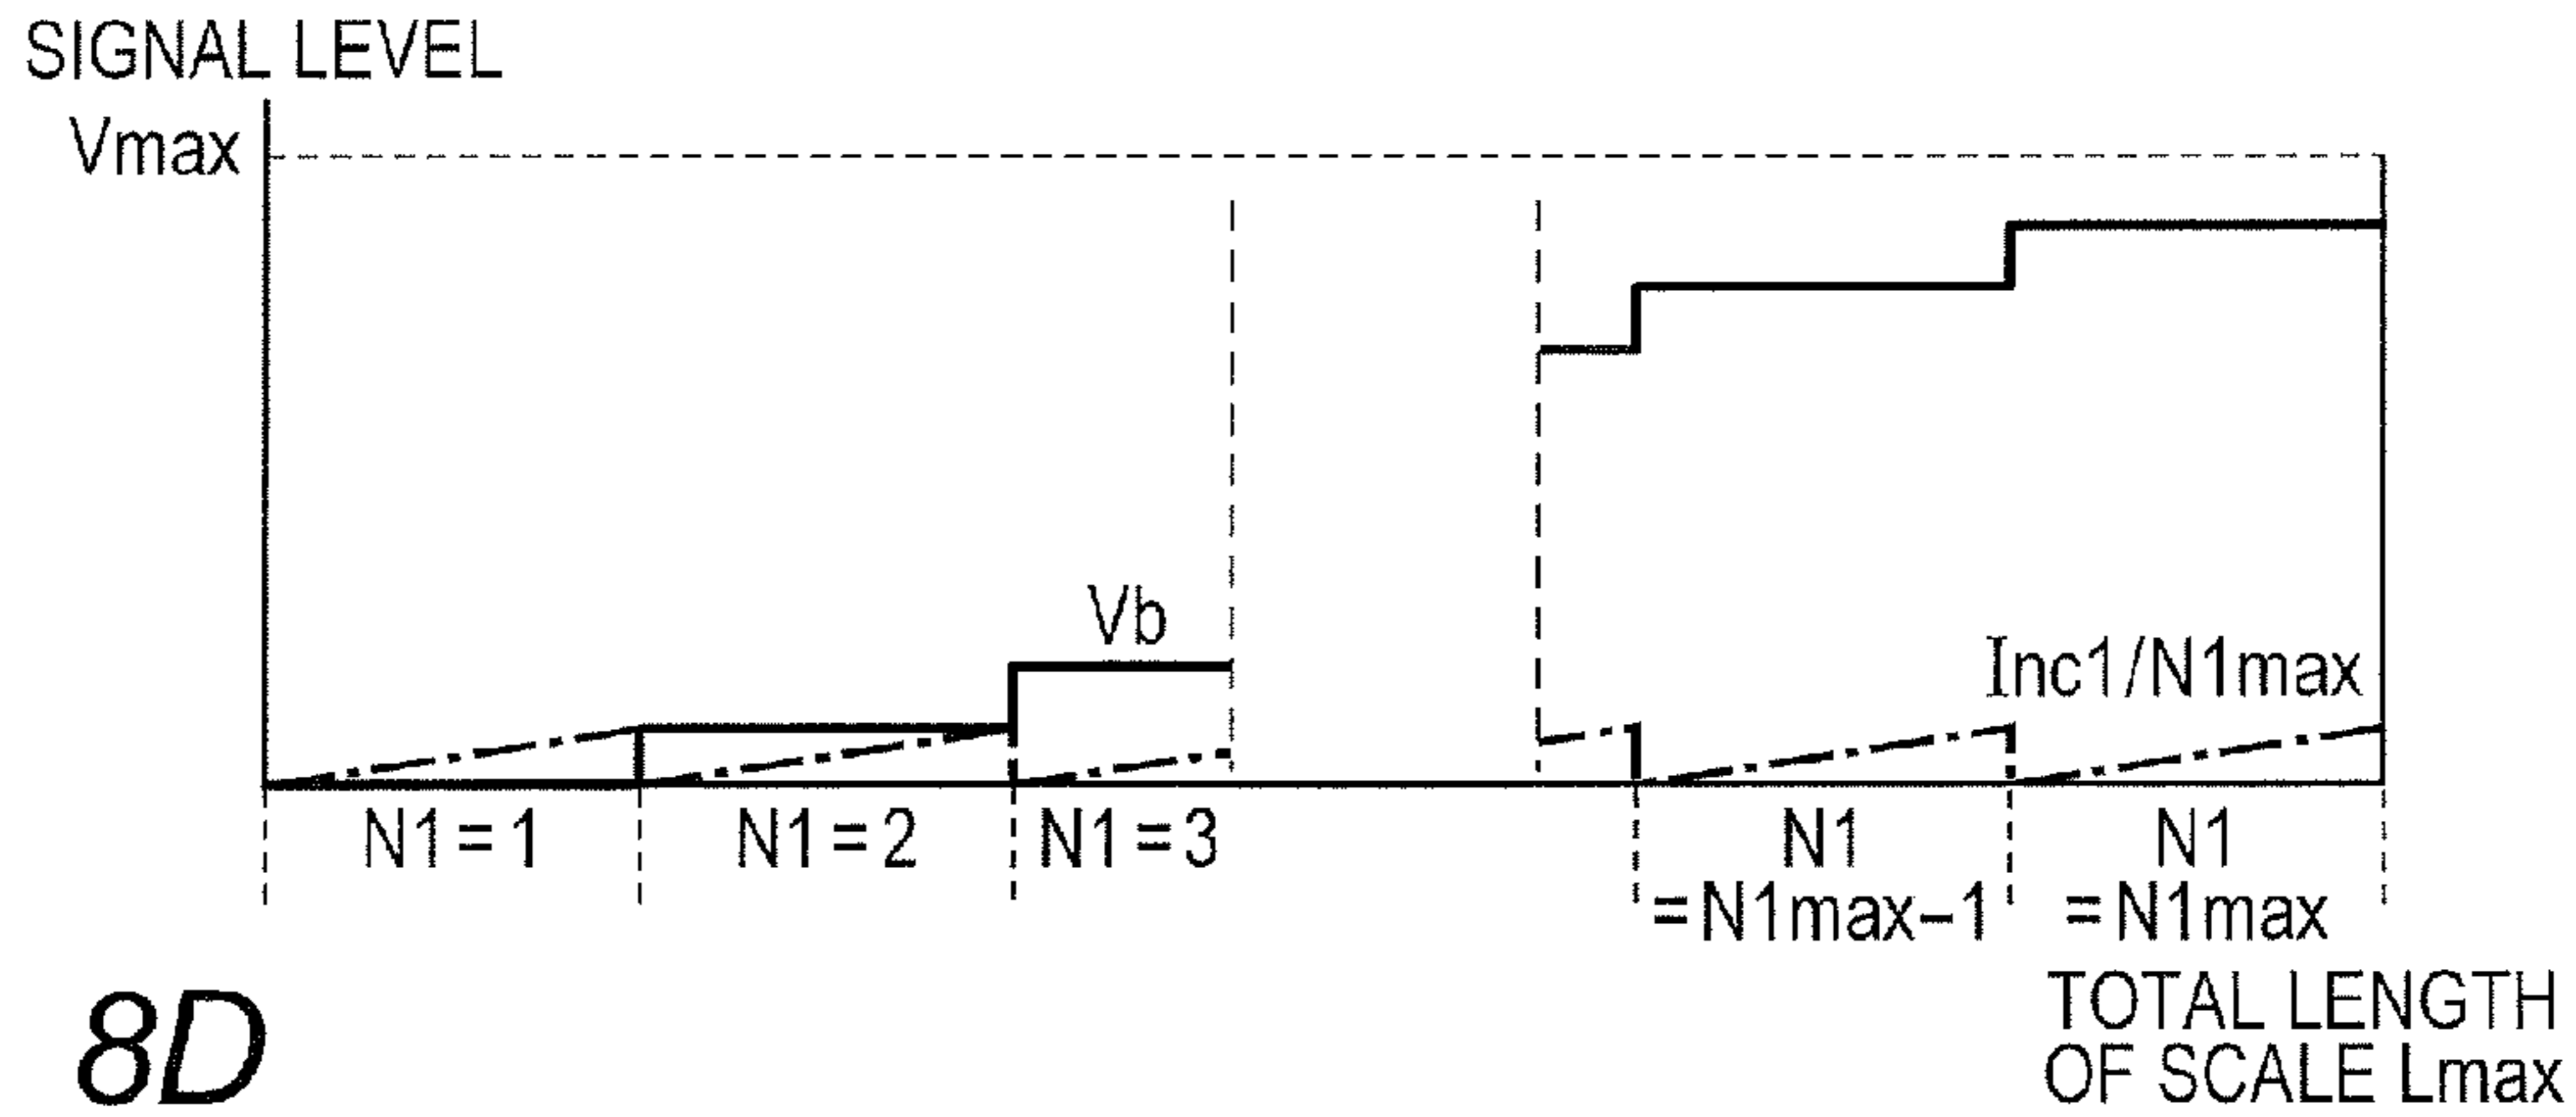 SIGNAL LEVEL
Vmax
Vb
Inc1/N1max
N1=1
N1=2
N1=3
N1
=N1max-1
N1
=N1max
TOTAL LENGTH
OF SCALE Lmax
8D